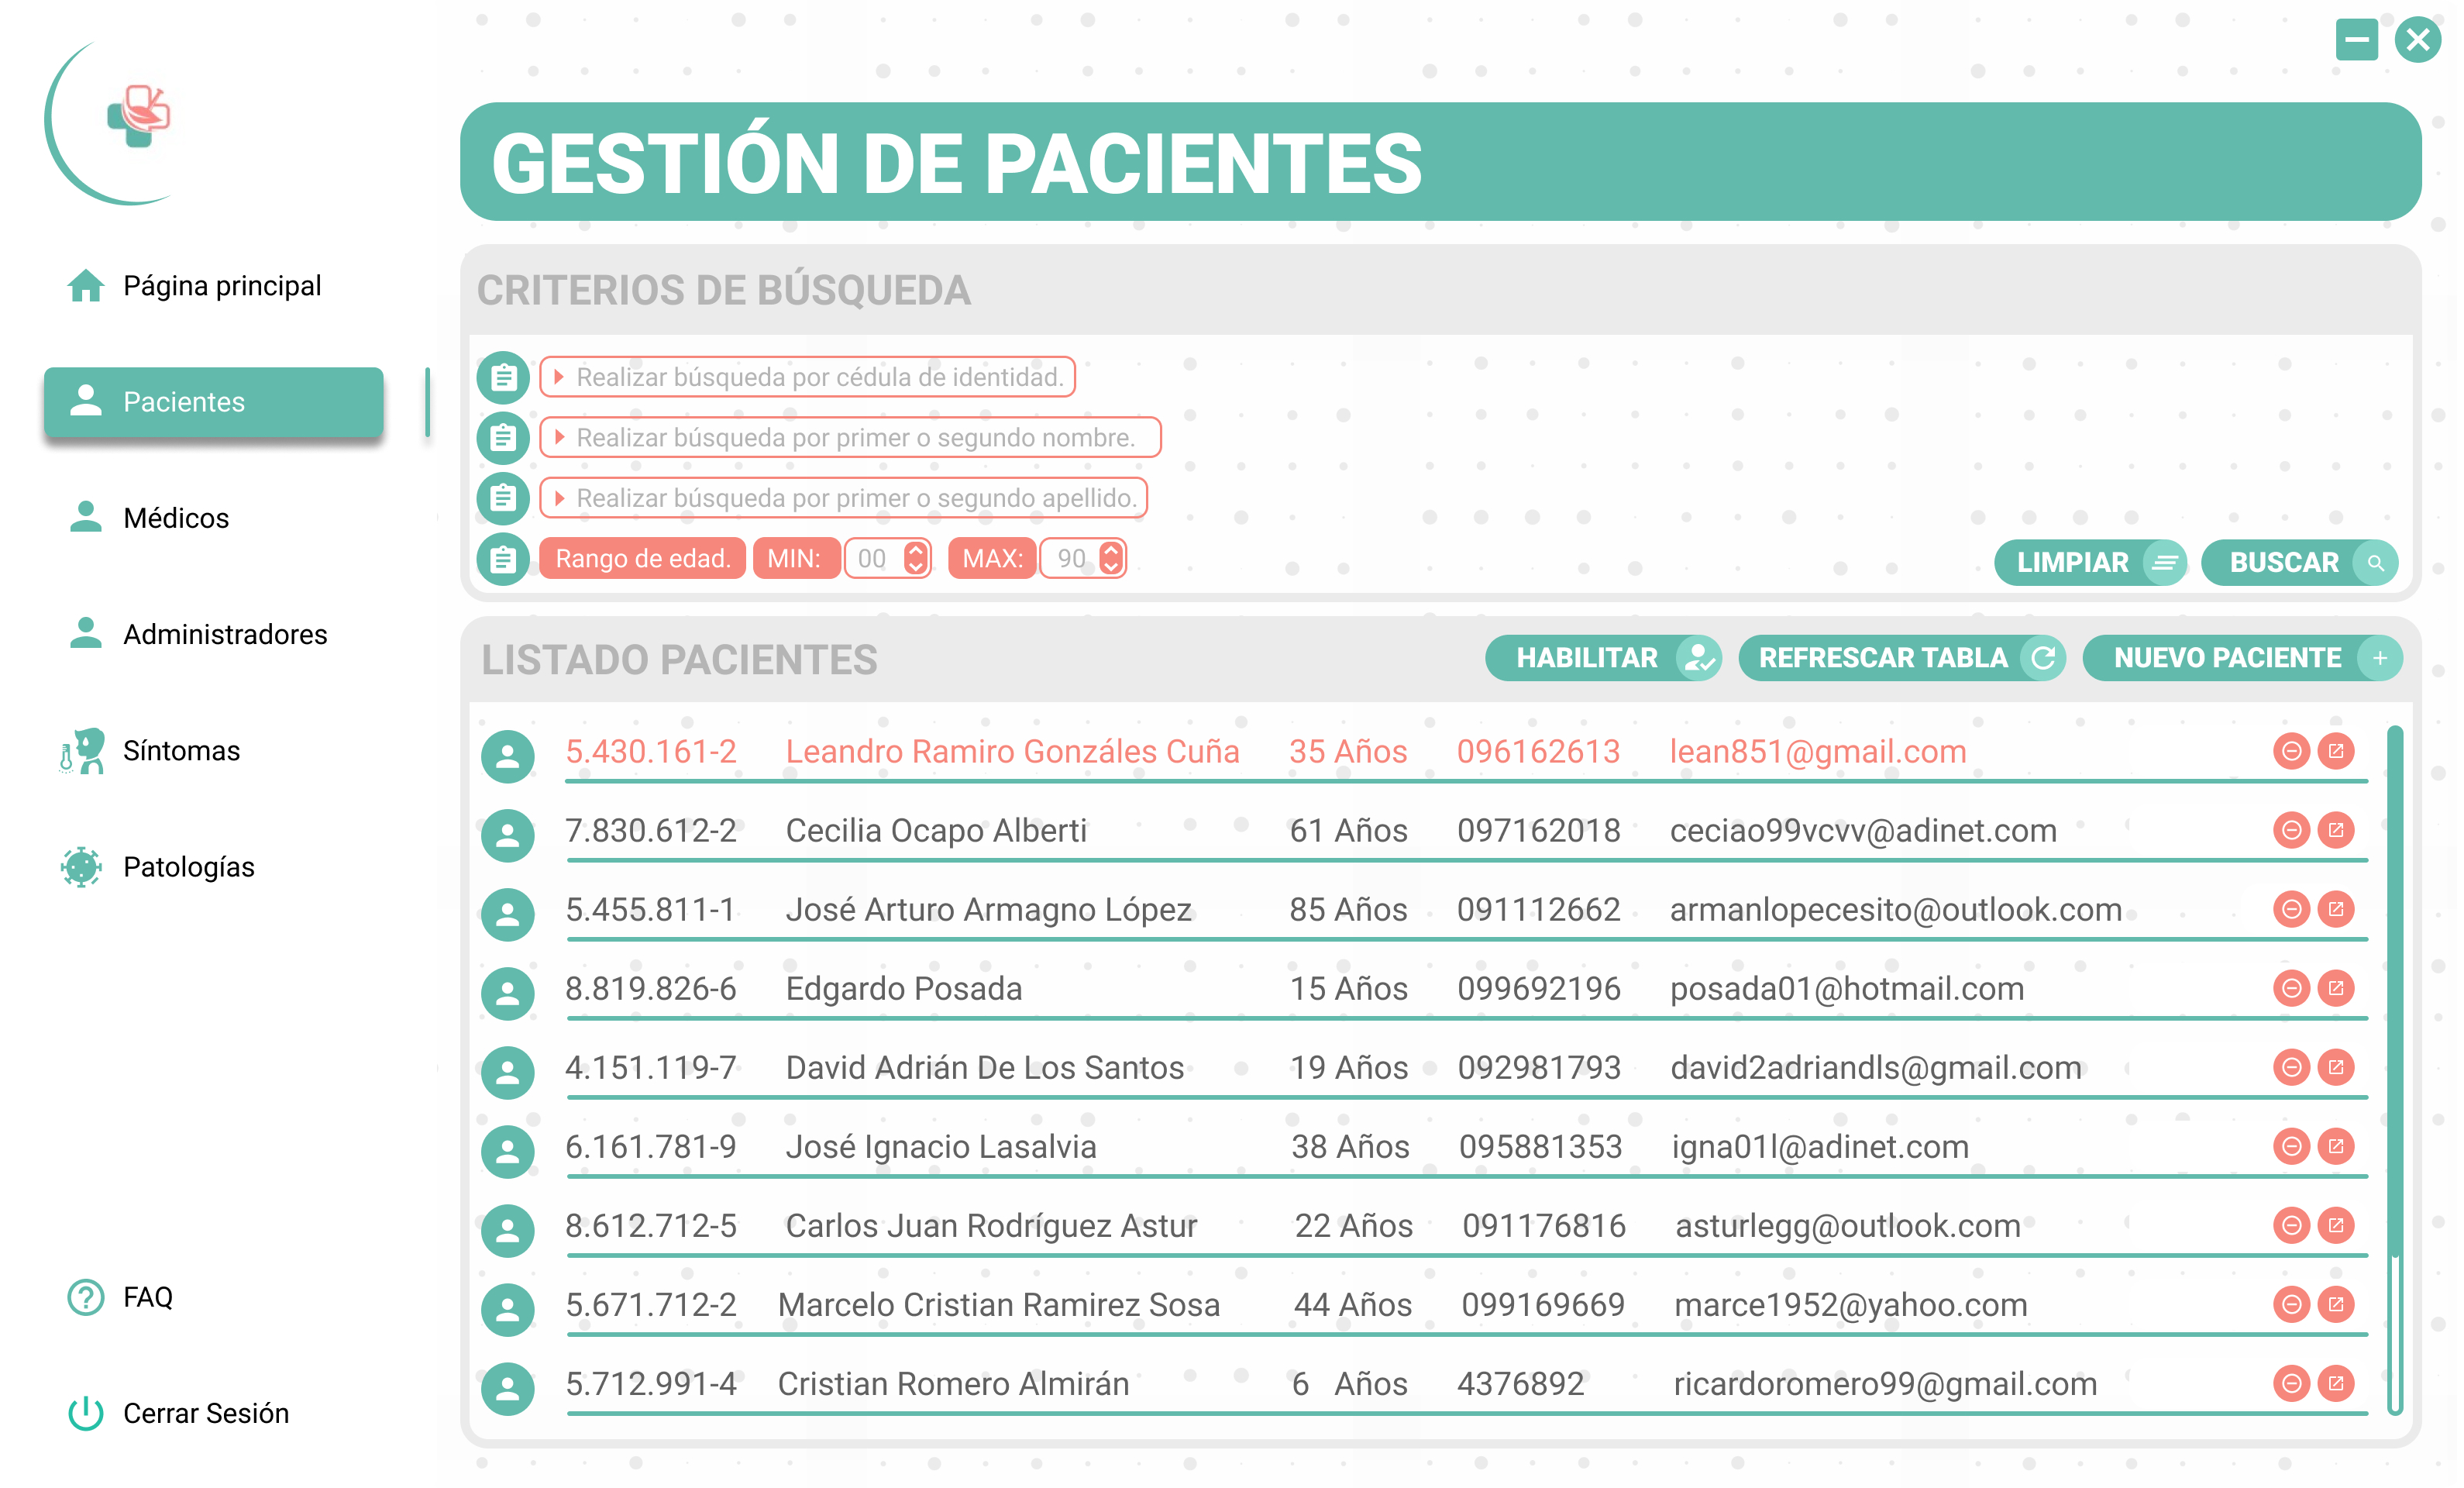 GESTIÓN DE PACIENTES
Página principal
Pacientes
Médicos
Administradores
Síntomas
Patologías
FAQ
Cerrar Sesión
CRITERIOS DE BÚSQUEDA
Realizar búsqueda por cédula de identidad.
Realizar búsqueda por primer o segundo nombre.
Realizar búsqueda por primer o segundo apellido.
Rango de edad. MIN: 00 MAX: 90
LIMPIAR BUSCAR
LISTADO PACIENTES HABILITAR REFRESCAR TABLA NUEVO PACIENTE
5.430.161-2 Leandro Ramiro Gonzáles Cuña 35 Años 096162613 lean851@gmail.com
7.830.612-2 Cecilia Ocapo Alberti 61 Años 097162018 ceciao99vcvv@adinet.com
5.455.811-1 José Arturo Armagno López 85 Años 091112662 armanlopecesito@outlook.com
8.819.826-6 Edgardo Posada 15 Años 099692196 posada01@hotmail.com
4.151.119-7 David Adrián De Los Santos 19 Años 092981793 david2adriandls@gmail.com
6.161.781-9 José Ignacio Lasalvia 38 Años 095881353 igna01l@adinet.com
8.612.712-5 Carlos Juan Rodríguez Astur 22 Años 091176816 asturlegg@outlook.com
5.671.712-2 Marcelo Cristian Ramirez Sosa 44 Años 099169669 marce1952@yahoo.com
5.712.991-4 Cristian Romero Almirán 6 Años 4376892 ricardoromero99@gmail.com